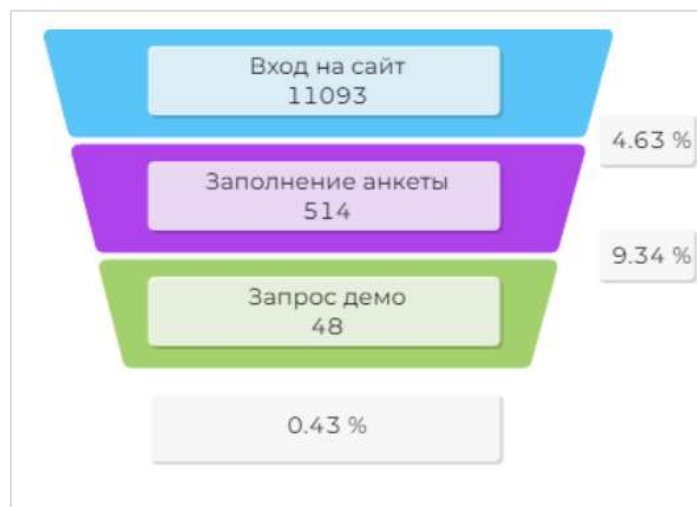 Вход на сайт
11093
4.63 %
Заполнение анкеты
514
9.34 %
Запрос демо
48
0.43 %